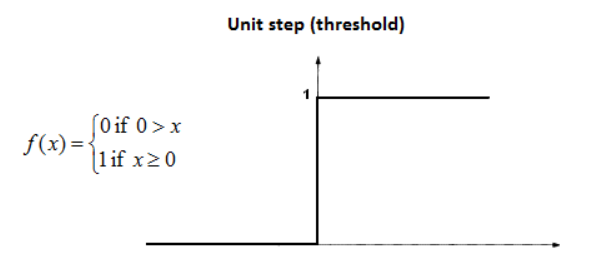 Unit step (threshold)
1
f(x) = {0 if 0 > x
1 if x ≥ 0